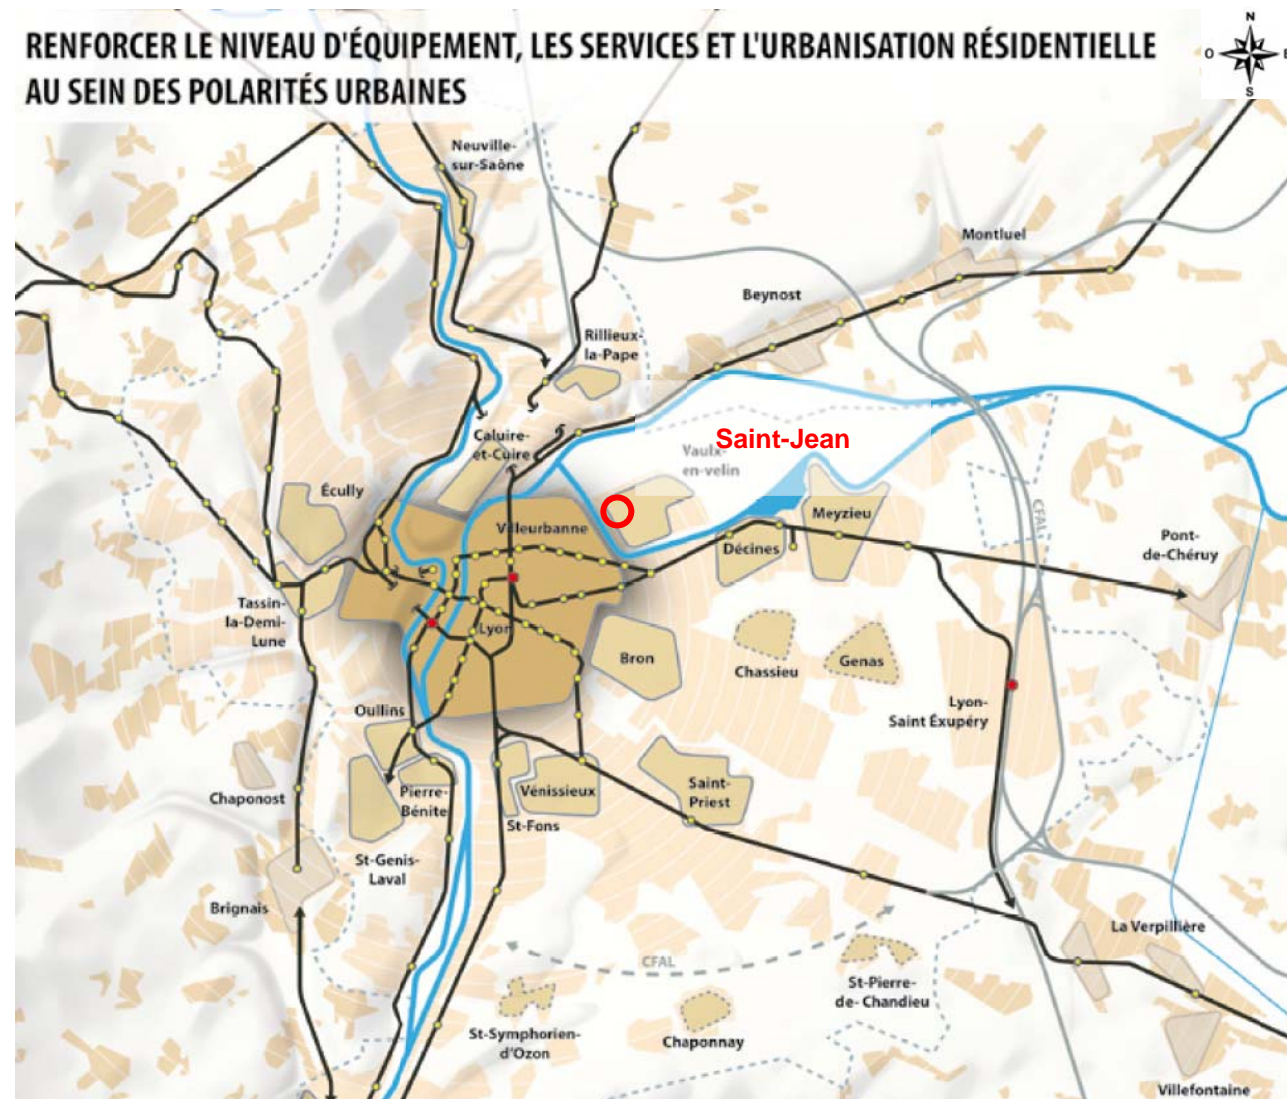 RENFORCER LE NIVEAU D'ÉQUIPEMENT, LES SERVICES ET L'URBANISATION RÉSIDENTIELLE
AU SEIN DES POLARITÉS URBAINES
N
O
E
S
Neuville-
sur-Saône
Montluel
Beynost
Rillieux-
la-Pape
Caluire-
et-Cuire
Saint-Jean
Vaulx-
en-velin
Écully
Villeurbanne
Meyzieu
CFAL
Décines
Pont-
de-Chéruy
Tassin-
la-Demi-
Lune
Lyon
Bron
Chassieu
Genas
Lyon-
Saint Éxupéry
Oullins
Chaponost
Pierre-
Bénite
Vénissieux
Saint-
Priest
St-Fons
St-Genis-
Laval
Brignais
La Verpillière
CFAL
St-Pierre-
de- Chandieu
St-Symphorien-
d'Ozon
Chaponnay
Villefontaine